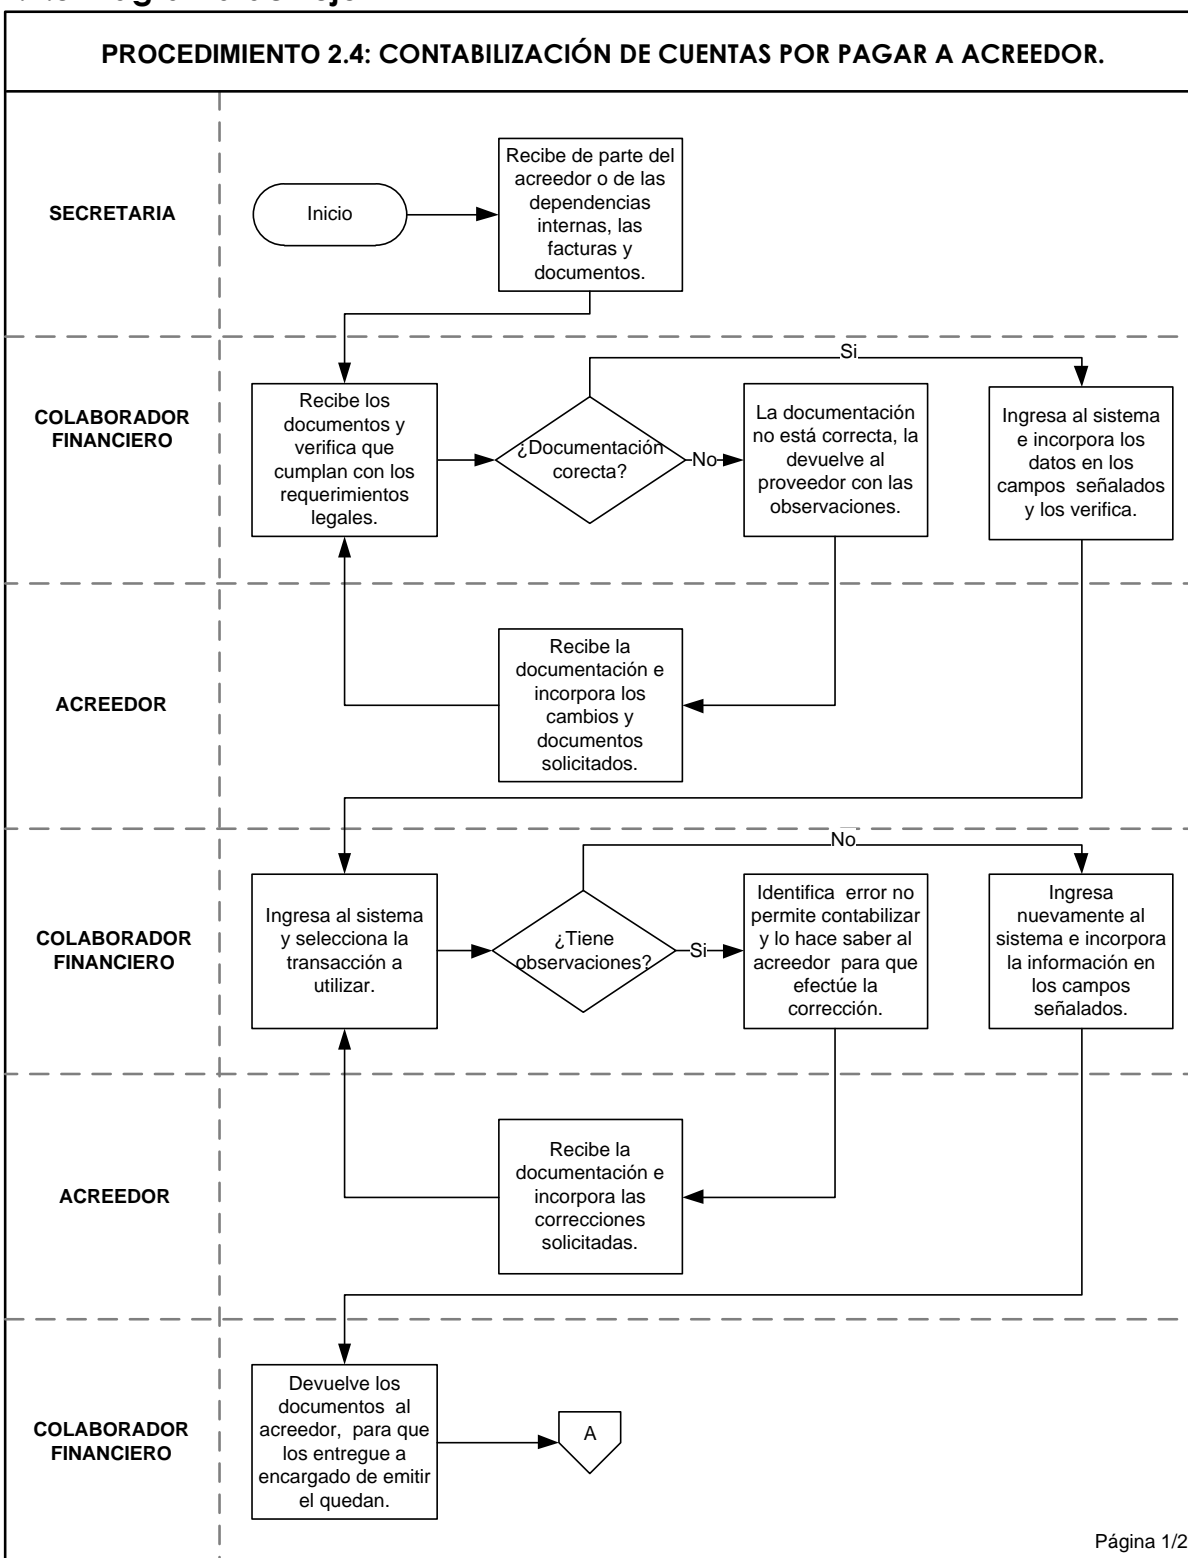 PROCEDIMIENTO 2.4: CONTABILIZACIÓN DE CUENTAS POR PAGAR A ACREEDOR.
SECRETARIA
Inicio
Recibe de parte del
acreedor o de las
dependencias
internas, las
facturas y
documentos.
COLABORADOR
FINANCIERO
Recibe los
documentos y
verifica que
cumplan con los
requerimientos
legales.
¿Documentación
corecta?
No
Si
La documentación
no está correcta, la
devuelve al
proveedor con las
observaciones.
Ingresa al sistema
e incorpora los
datos en los
campos señalados
y los verifica.
ACREEDOR
Recibe la
documentación e
incorpora los
cambios y
documentos
solicitados.
COLABORADOR
FINANCIERO
Ingresa al sistema
y selecciona la
transacción a
utilizar.
¿Tiene
observaciones?
Si
No
Identifica error no
permite contabilizar
y lo hace saber al
acreedor para que
efectúe la
corrección.
Ingresa
nuevamente al
sistema e incorpora
la información en
los campos
señalados.
ACREEDOR
Recibe la
documentación e
incorpora las
correcciones
solicitadas.
COLABORADOR
FINANCIERO
Devuelve los
documentos al
acreedor, para que
los entregue a
encargado de emitir
el quedan.
A
Página 1/2